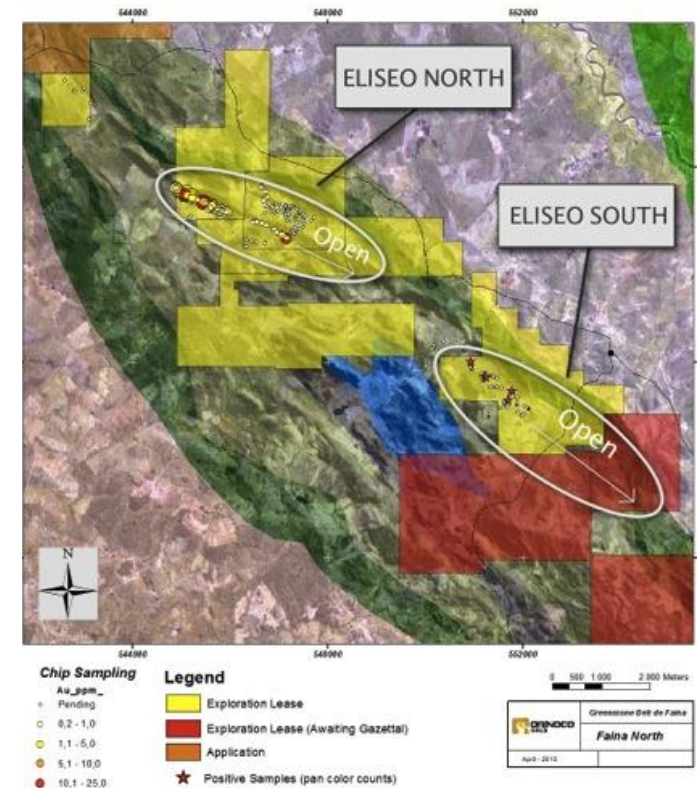 544000 548000 552000
ELISEO NORTH
ELISEO SOUTH
Open
Open
N
544000 548000 552000
Chip Sampling
Au_ppm_
Pending
0,2 - 1,0
1,1 - 5,0
5,1 - 10,0
10,1 - 25,0
Legend
Exploration Lease
Exploration Lease (Awaiting Gazettal)
Application
Positive Samples (pan color counts)
0 500 1.000 2.000 Meters
ORINOCO
GOLD
Greenstone Belt de Faina
Faina North